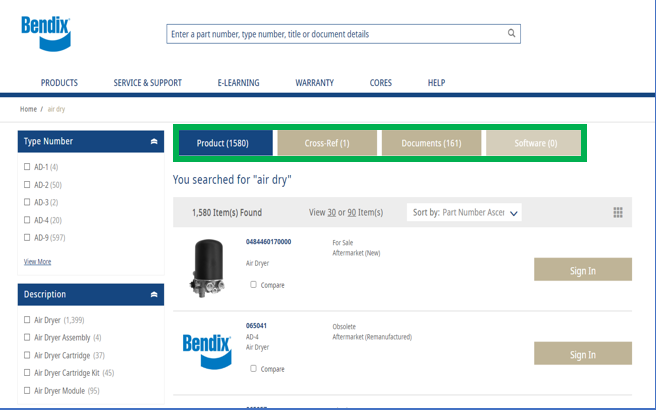 Bendix
Enter a part number, type number, title or document details
PRODUCTS SERVICE & SUPPORT E-LEARNING WARRANTY CORES HELP
Home / air dry
Type Number
AD-1 (4)
AD-2 (50)
AD-3 (2)
AD-4 (20)
AD-9 (597)
View More
Description
Air Dryer (1,399)
Air Dryer Assembly (4)
Air Dryer Cartridge (37)
Air Dryer Cartridge Kit (45)
Air Dryer Module (95)
Product (1580) Cross-Ref (1) Documents (161) Software (0)
You searched for "air dry"
1,580 Item(s) Found View 30 or 90 Item(s) Sort by: Part Number Ascer
0484460170000
For Sale
Aftermarket (New)
Air Dryer
Compare
Sign In
Bendix
065041
AD-4
Air Dryer
Obsolete
Aftermarket (Remanufactured)
Compare
Sign In